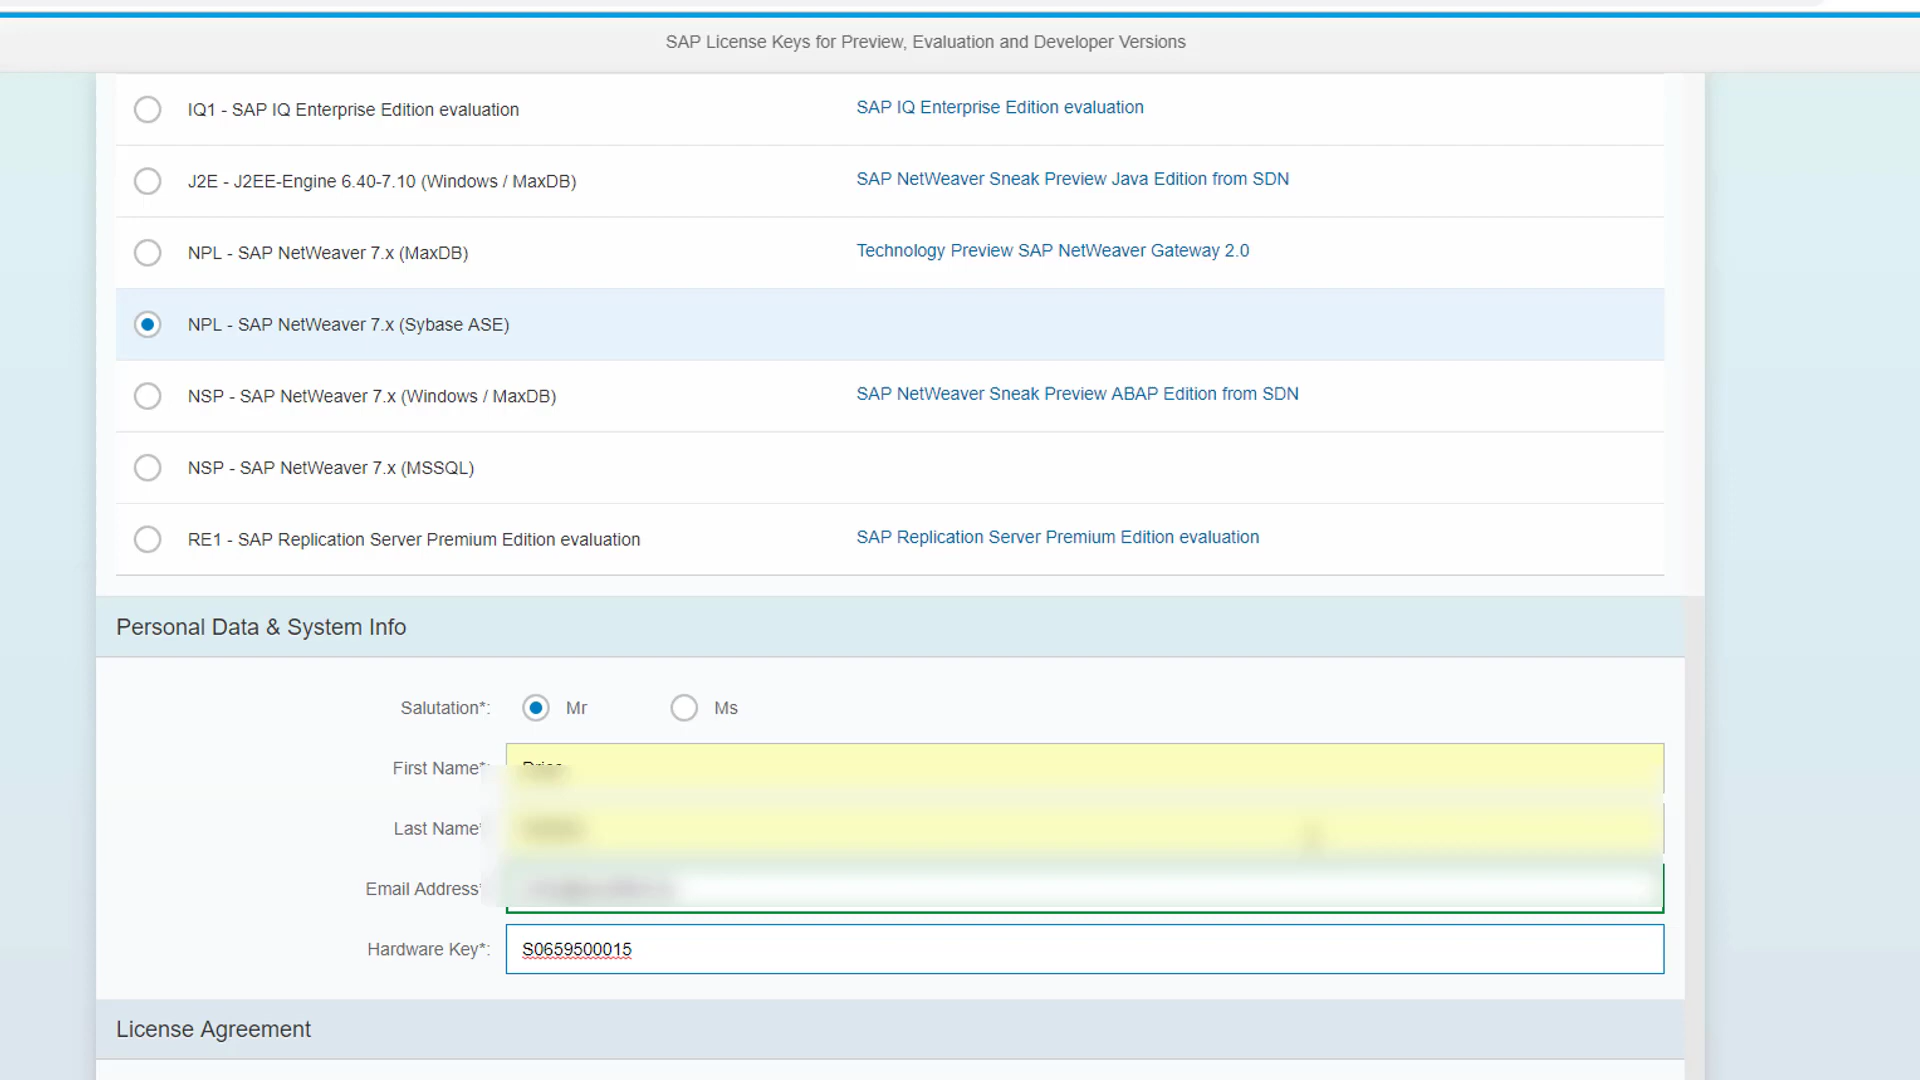 SAP License Keys for Preview, Evaluation and Developer Versions
IQ1 - SAP IQ Enterprise Edition evaluation SAP IQ Enterprise Edition evaluation
J2E - J2EE-Engine 6.40-7.10 (Windows / MaxDB) SAP NetWeaver Sneak Preview Java Edition from SDN
NPL - SAP NetWeaver 7.x (MaxDB) Technology Preview SAP NetWeaver Gateway 2.0
NPL - SAP NetWeaver 7.x (Sybase ASE)
NSP - SAP NetWeaver 7.x (Windows / MaxDB) SAP NetWeaver Sneak Preview ABAP Edition from SDN
NSP - SAP NetWeaver 7.x (MSSQL)
RE1 - SAP Replication Server Premium Edition evaluation SAP Replication Server Premium Edition evaluation
Personal Data & System Info
Salutation*: Mr Ms
First Name*:
Last Name*
Email Address*
Hardware Key*: S0659500015
License Agreement